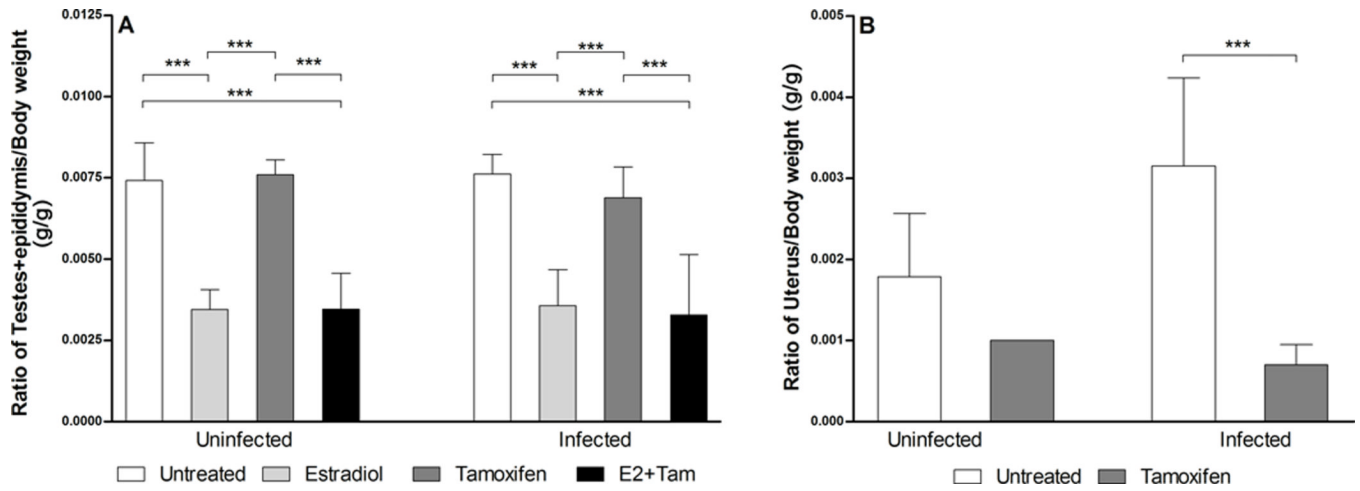 A
Ratio of Testes+epididymis/Body weight
(g/g)
0.0125
0.0100
0.0075
0.0050
0.0025
0.0000
***
***
***
***
***
***
***
***
Uninfected
Infected
Untreated
Estradiol
Tamoxifen
E2+Tam
B
Ratio of Uterus/Body weight (g/g)
0.005
0.004
0.003
0.002
0.001
0.000
***
Uninfected
Infected
Untreated
Tamoxifen